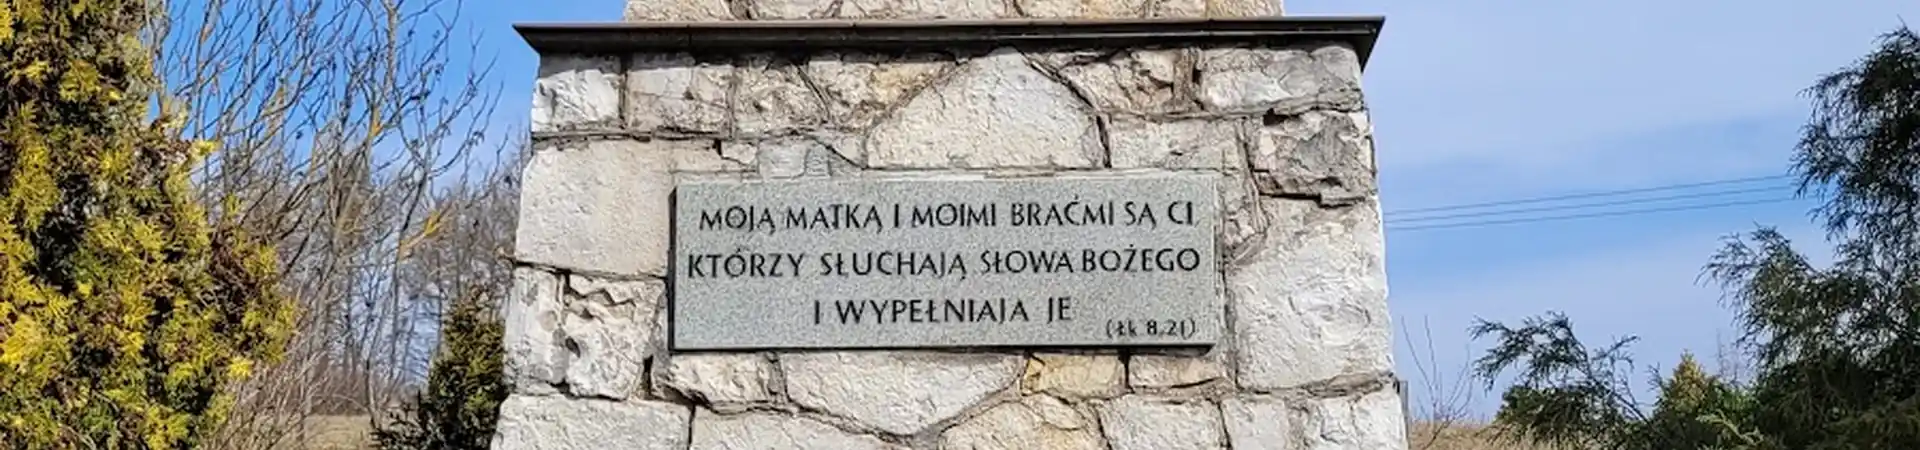 MOJĄ MATKĄ I MOIMI BRAĆMI SĄ CI
KTÓRZY SŁUCHAJĄ SŁOWA BOŻEGO
I WYPEŁNIAJA JE
(Łk 8.21)